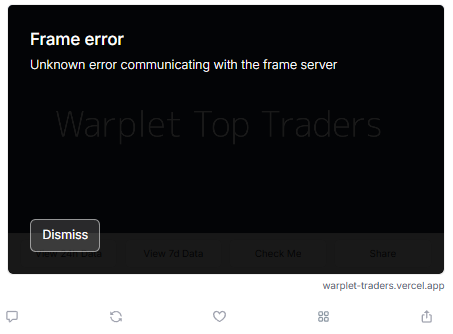 Frame error
Unknown error communicating with the frame server
Warplet Top Traders
Dismiss
View 24h Data
View 7d Data
Check Me
Share
warplet-traders.vercel.app